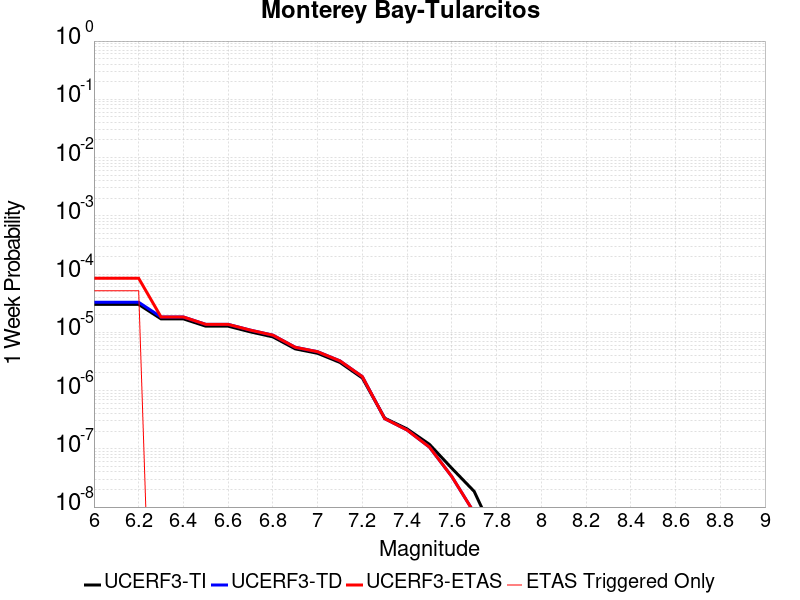 Monterey Bay-Tularcitos
10^0
10^-1
10^-2
10^-3
10^-4
10^-5
10^-6
10^-7
10^-8
1 Week Probability
6 6.2 6.4 6.6 6.8 7 7.2 7.4 7.6 7.8 8 8.2 8.4 8.6 8.8 9
Magnitude
UCERF3-TI UCERF3-TD UCERF3-ETAS ETAS Triggered Only